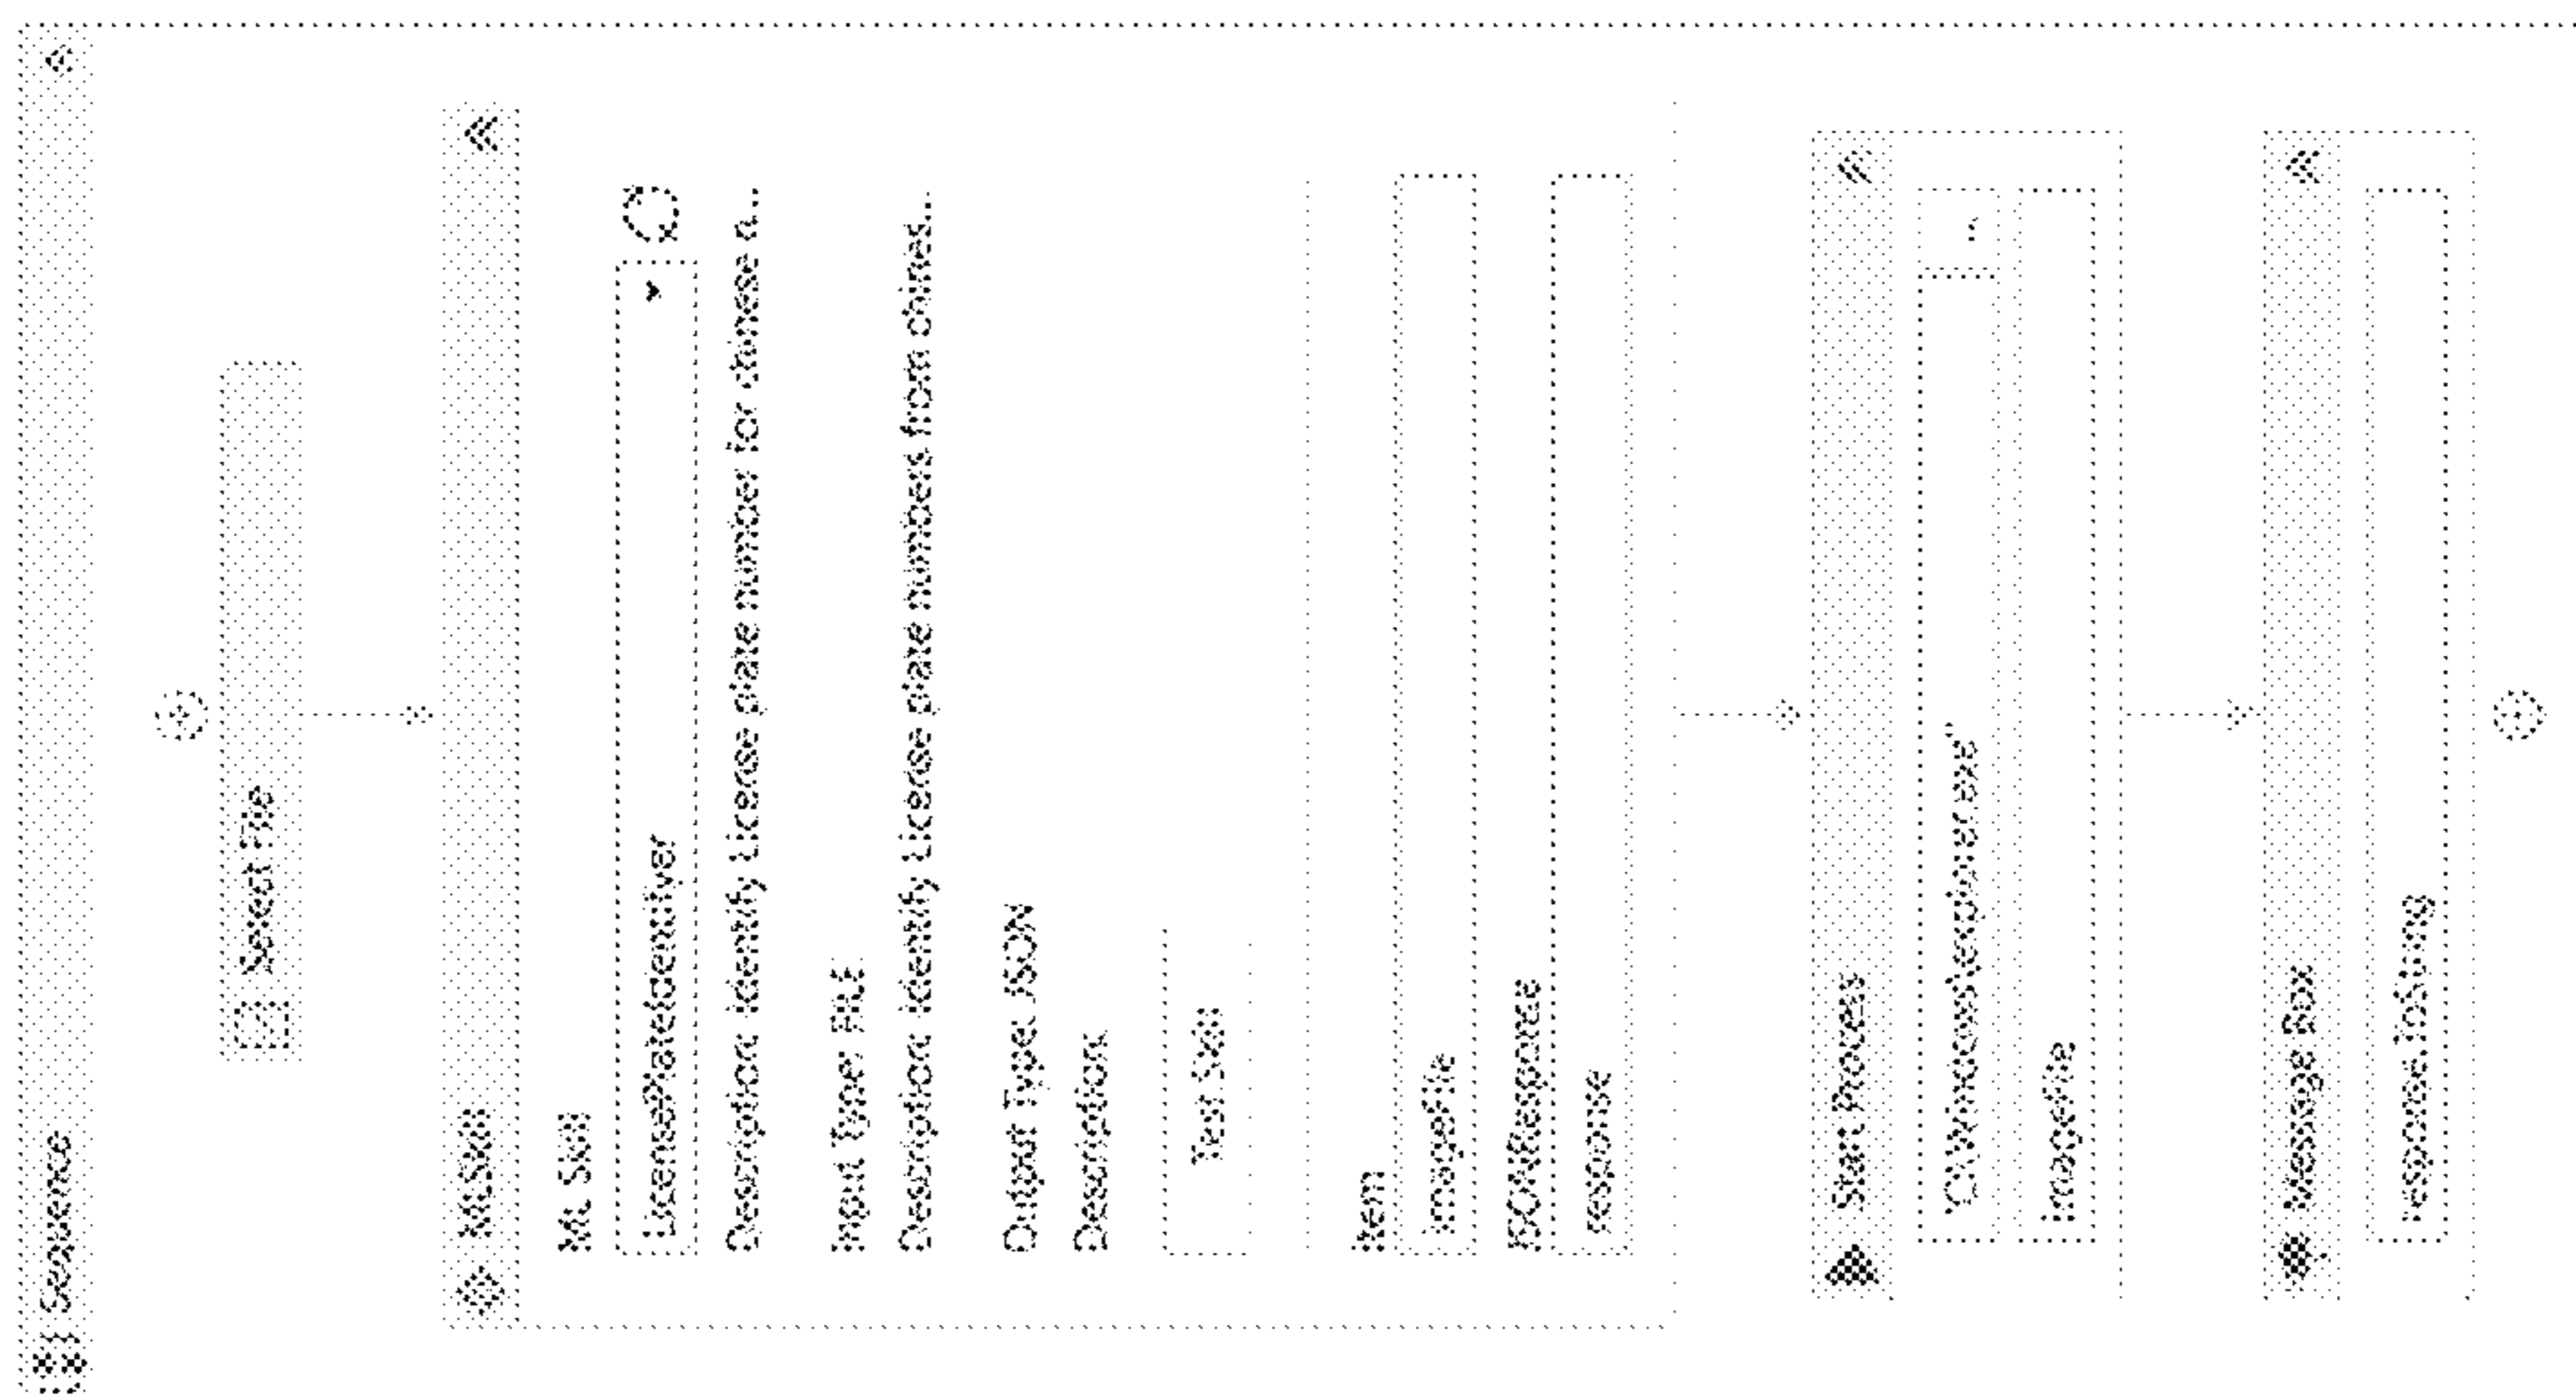 Sequence
Select File
MLSkill
ML Skill
LicensePlateIdentifyer
Description: Identify License plate number for chinese a...
Input Type: FILE
Description: Identify License plate numbers from chines...
Output Type: JSON
Description:
Test Skill
Item
imageFile
JSONResponse
response
Start Process
"C:\Windows\explorer.exe"
imageFile
Message Box
response.ToString